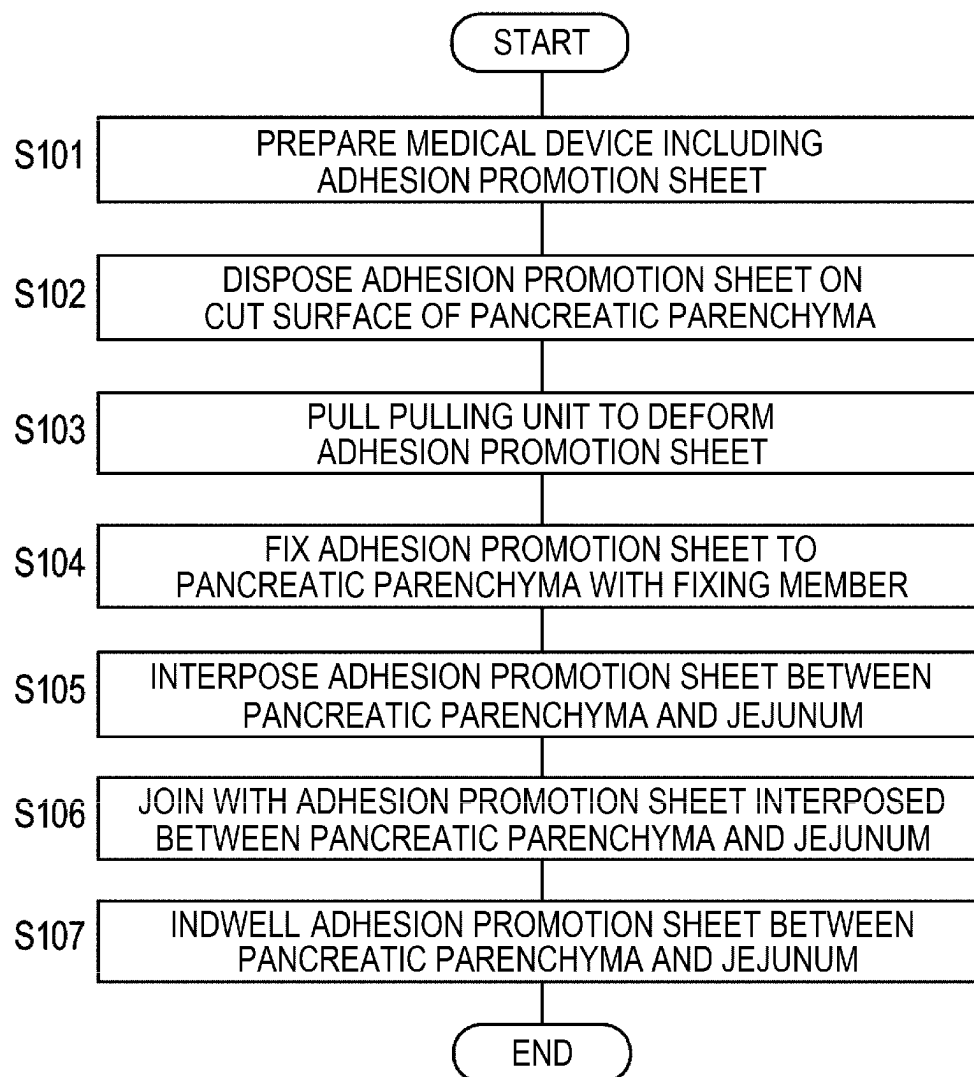 START
S101
PREPARE MEDICAL DEVICE INCLUDING
ADHESION PROMOTION SHEET
S102
DISPOSE ADHESION PROMOTION SHEET ON
CUT SURFACE OF PANCREATIC PARENCHYMA
S103
PULL PULLING UNIT TO DEFORM
ADHESION PROMOTION SHEET
S104
FIX ADHESION PROMOTION SHEET TO
PANCREATIC PARENCHYMA WITH FIXING MEMBER
S105
INTERPOSE ADHESION PROMOTION SHEET BETWEEN
PANCREATIC PARENCHYMA AND JEJUNUM
S106
JOIN WITH ADHESION PROMOTION SHEET INTERPOSED
BETWEEN PANCREATIC PARENCHYMA AND JEJUNUM
S107
INDWELL ADHESION PROMOTION SHEET BETWEEN
PANCREATIC PARENCHYMA AND JEJUNUM
END